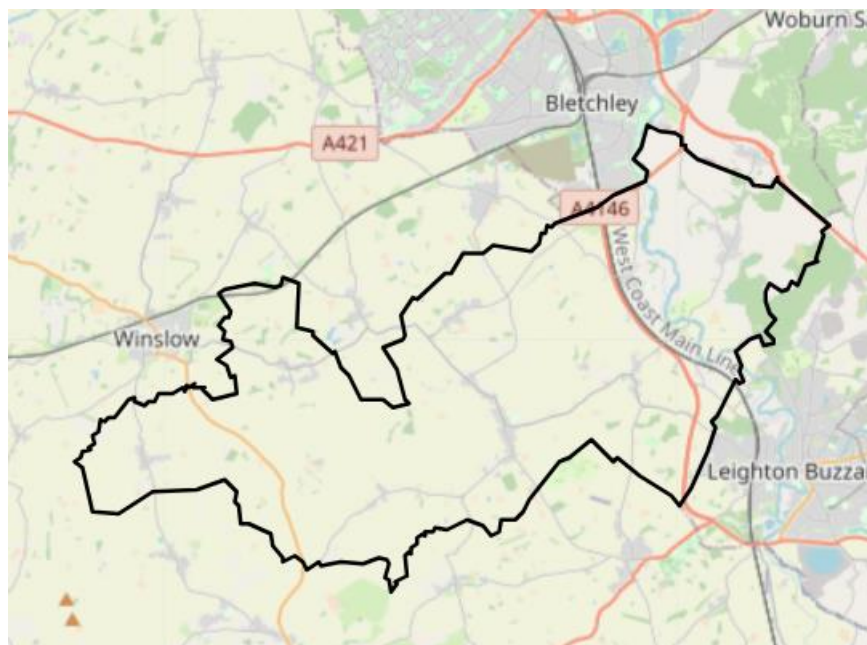 Woburn S
Bletchley
A421
A4146
West Coast Main Line
Winslow
Leighton Buzza